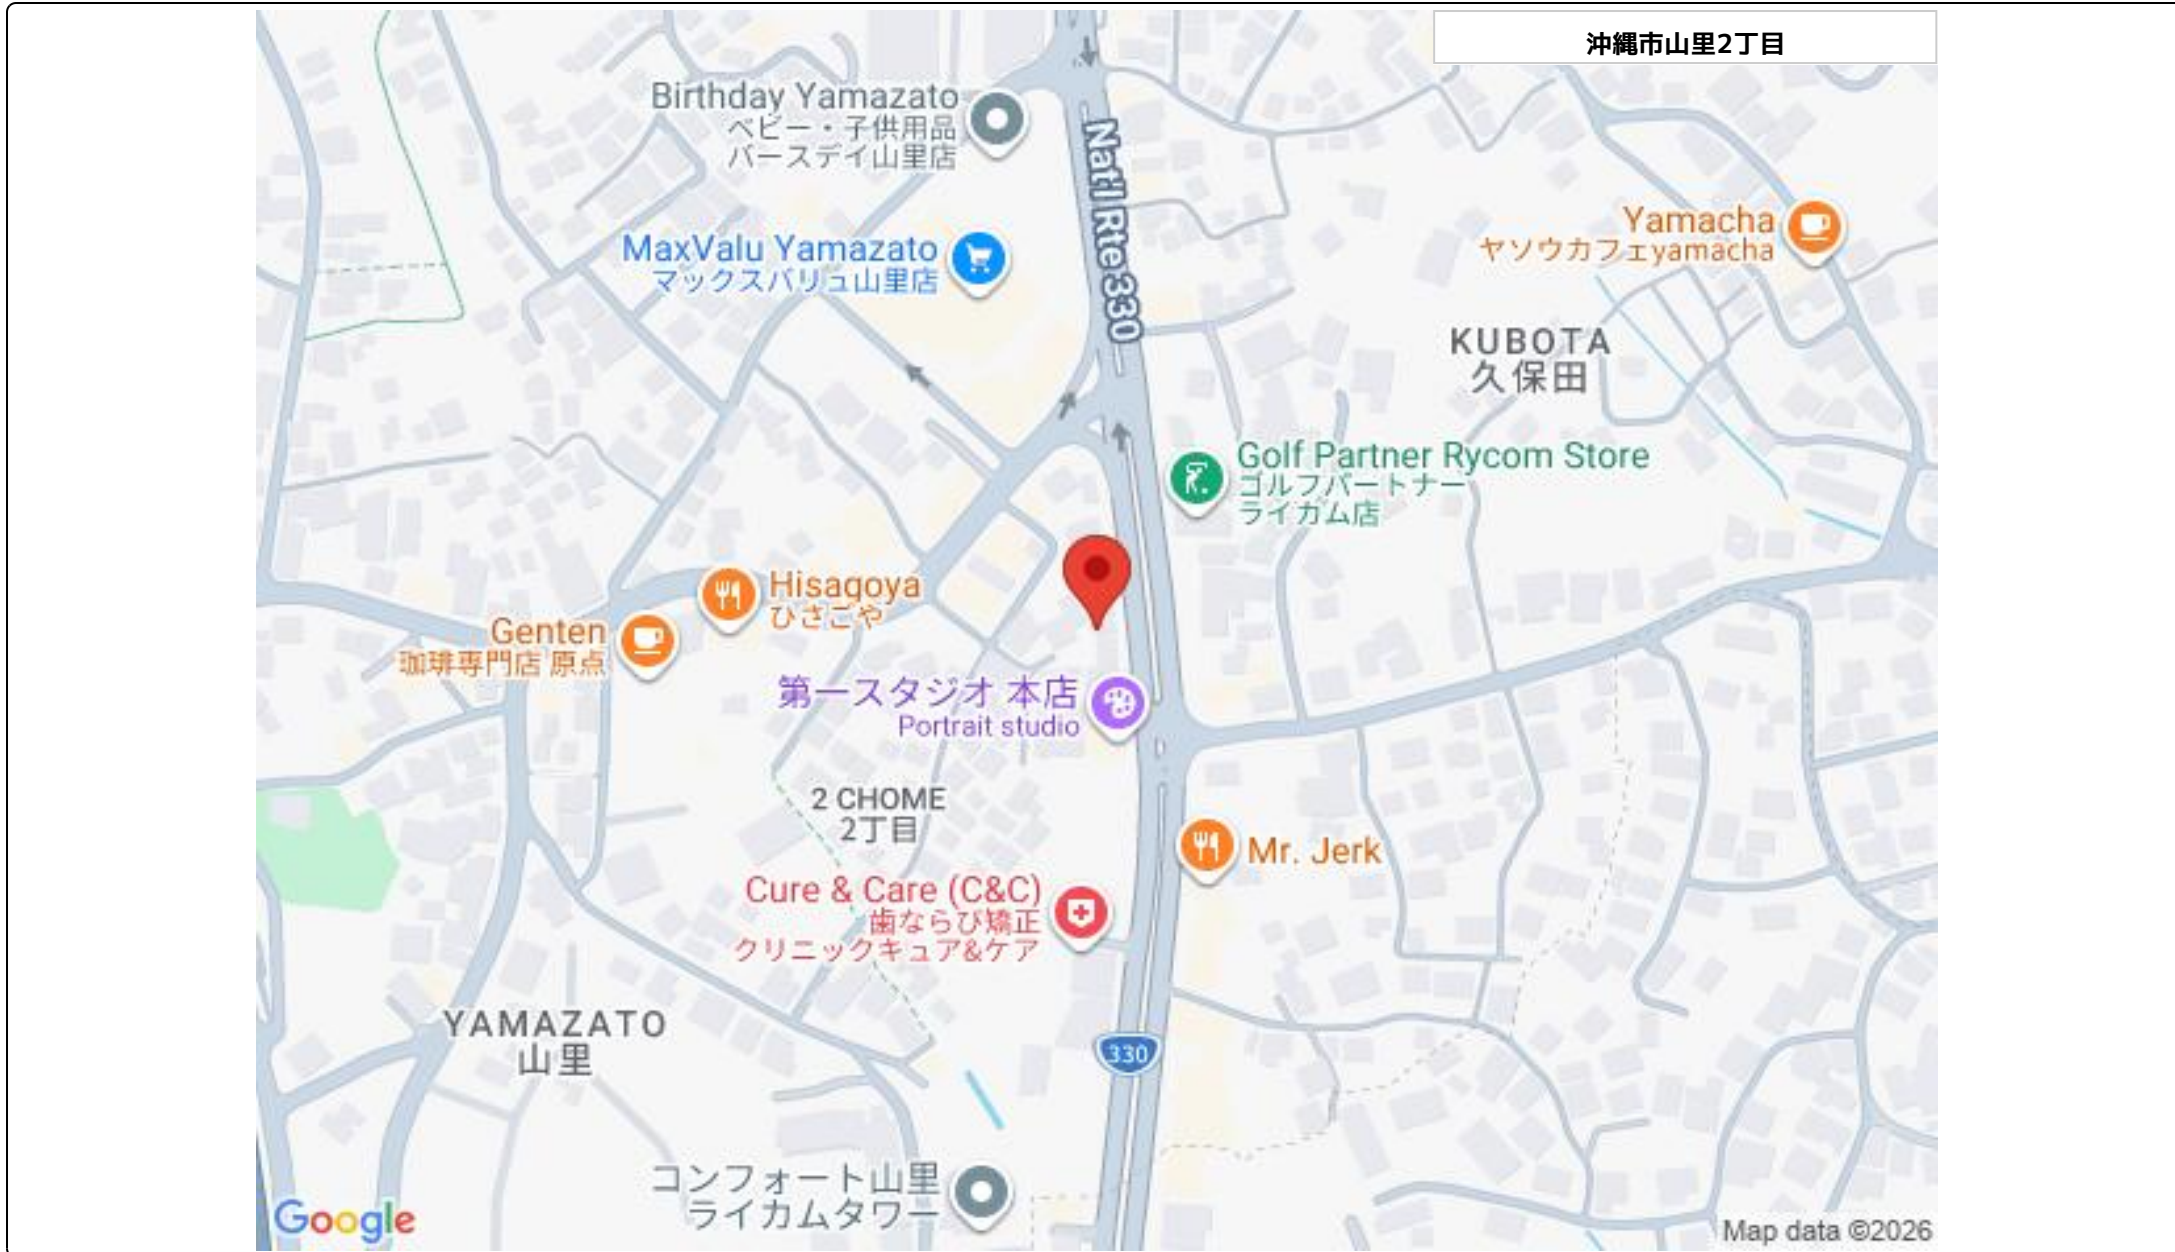 沖縄市山里2丁目
Birthday Yamazato
ベビー・子供用品
バースデイ山里店
Nat'l Rte 330
MaxValu Yamazato
マックスバリュ山里店
Yamacha
ヤソウカフェyamacha
KUBOTA
久保田
Golf Partner Rycom Store
ゴルフパートナー
ライカム店
Hisagoya
ひさごや
Genten
珈琲専門店 原点
第一スタジオ 本店
Portrait studio
2 CHOME
2丁目
Mr. Jerk
Cure & Care (C&C)
歯ならび矯正
クリニックキュア&ケア
YAMAZATO
山里
330
コンフォート山里
ライカムタワー
Google
Map data ©2026